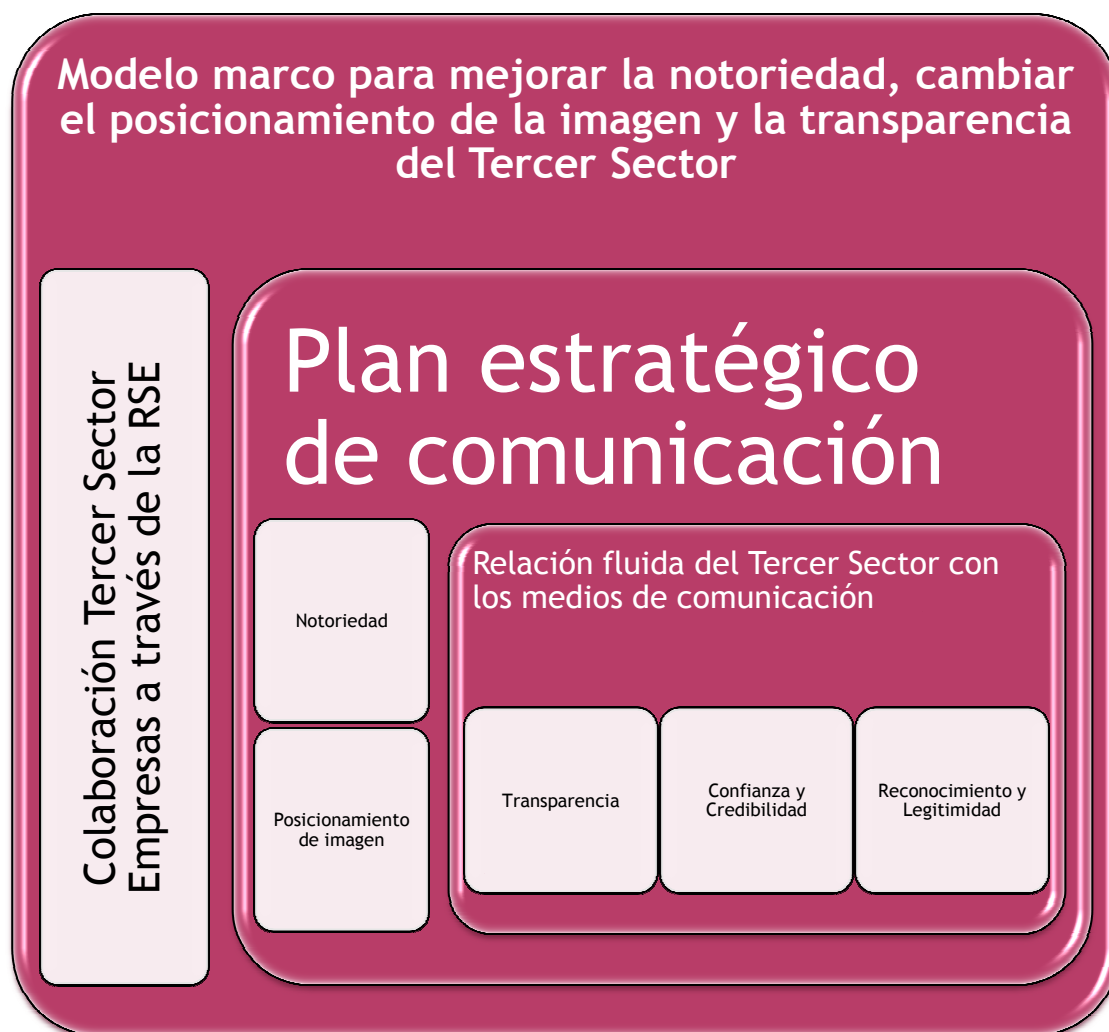 Modelo marco para mejorar la notoriedad, cambiar
el posicionamiento de la imagen y la transparencia
del Tercer Sector
Colaboración Tercer Sector
Empresas a través de la RSE
Plan estratégico
de comunicación
Notoriedad
Posicionamiento
de imagen
Relación fluida del Tercer Sector con
los medios de comunicación
Transparencia
Confianza y
Credibilidad
Reconocimiento y
Legitimidad